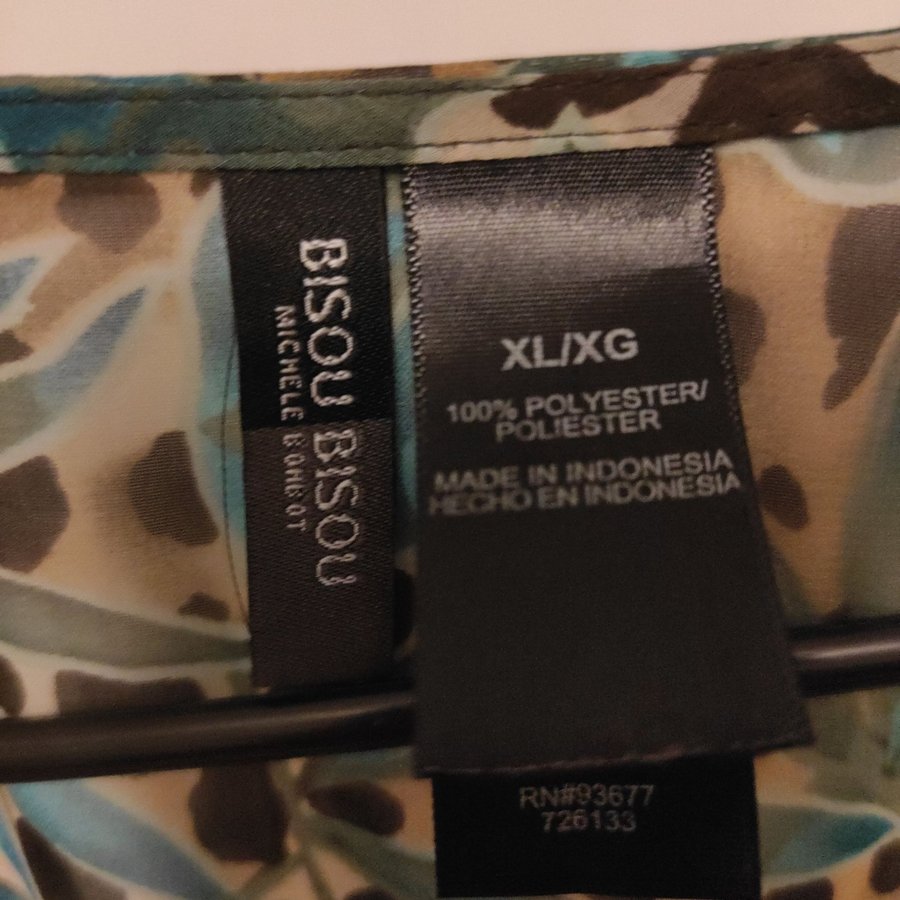 BISOU BISOU
MICHELE BOHBOT
XL/XG
100% POLYESTER/
POLIESTER
MADE IN INDONESIA
HECHO EN INDONESIA
RN#93677
726133